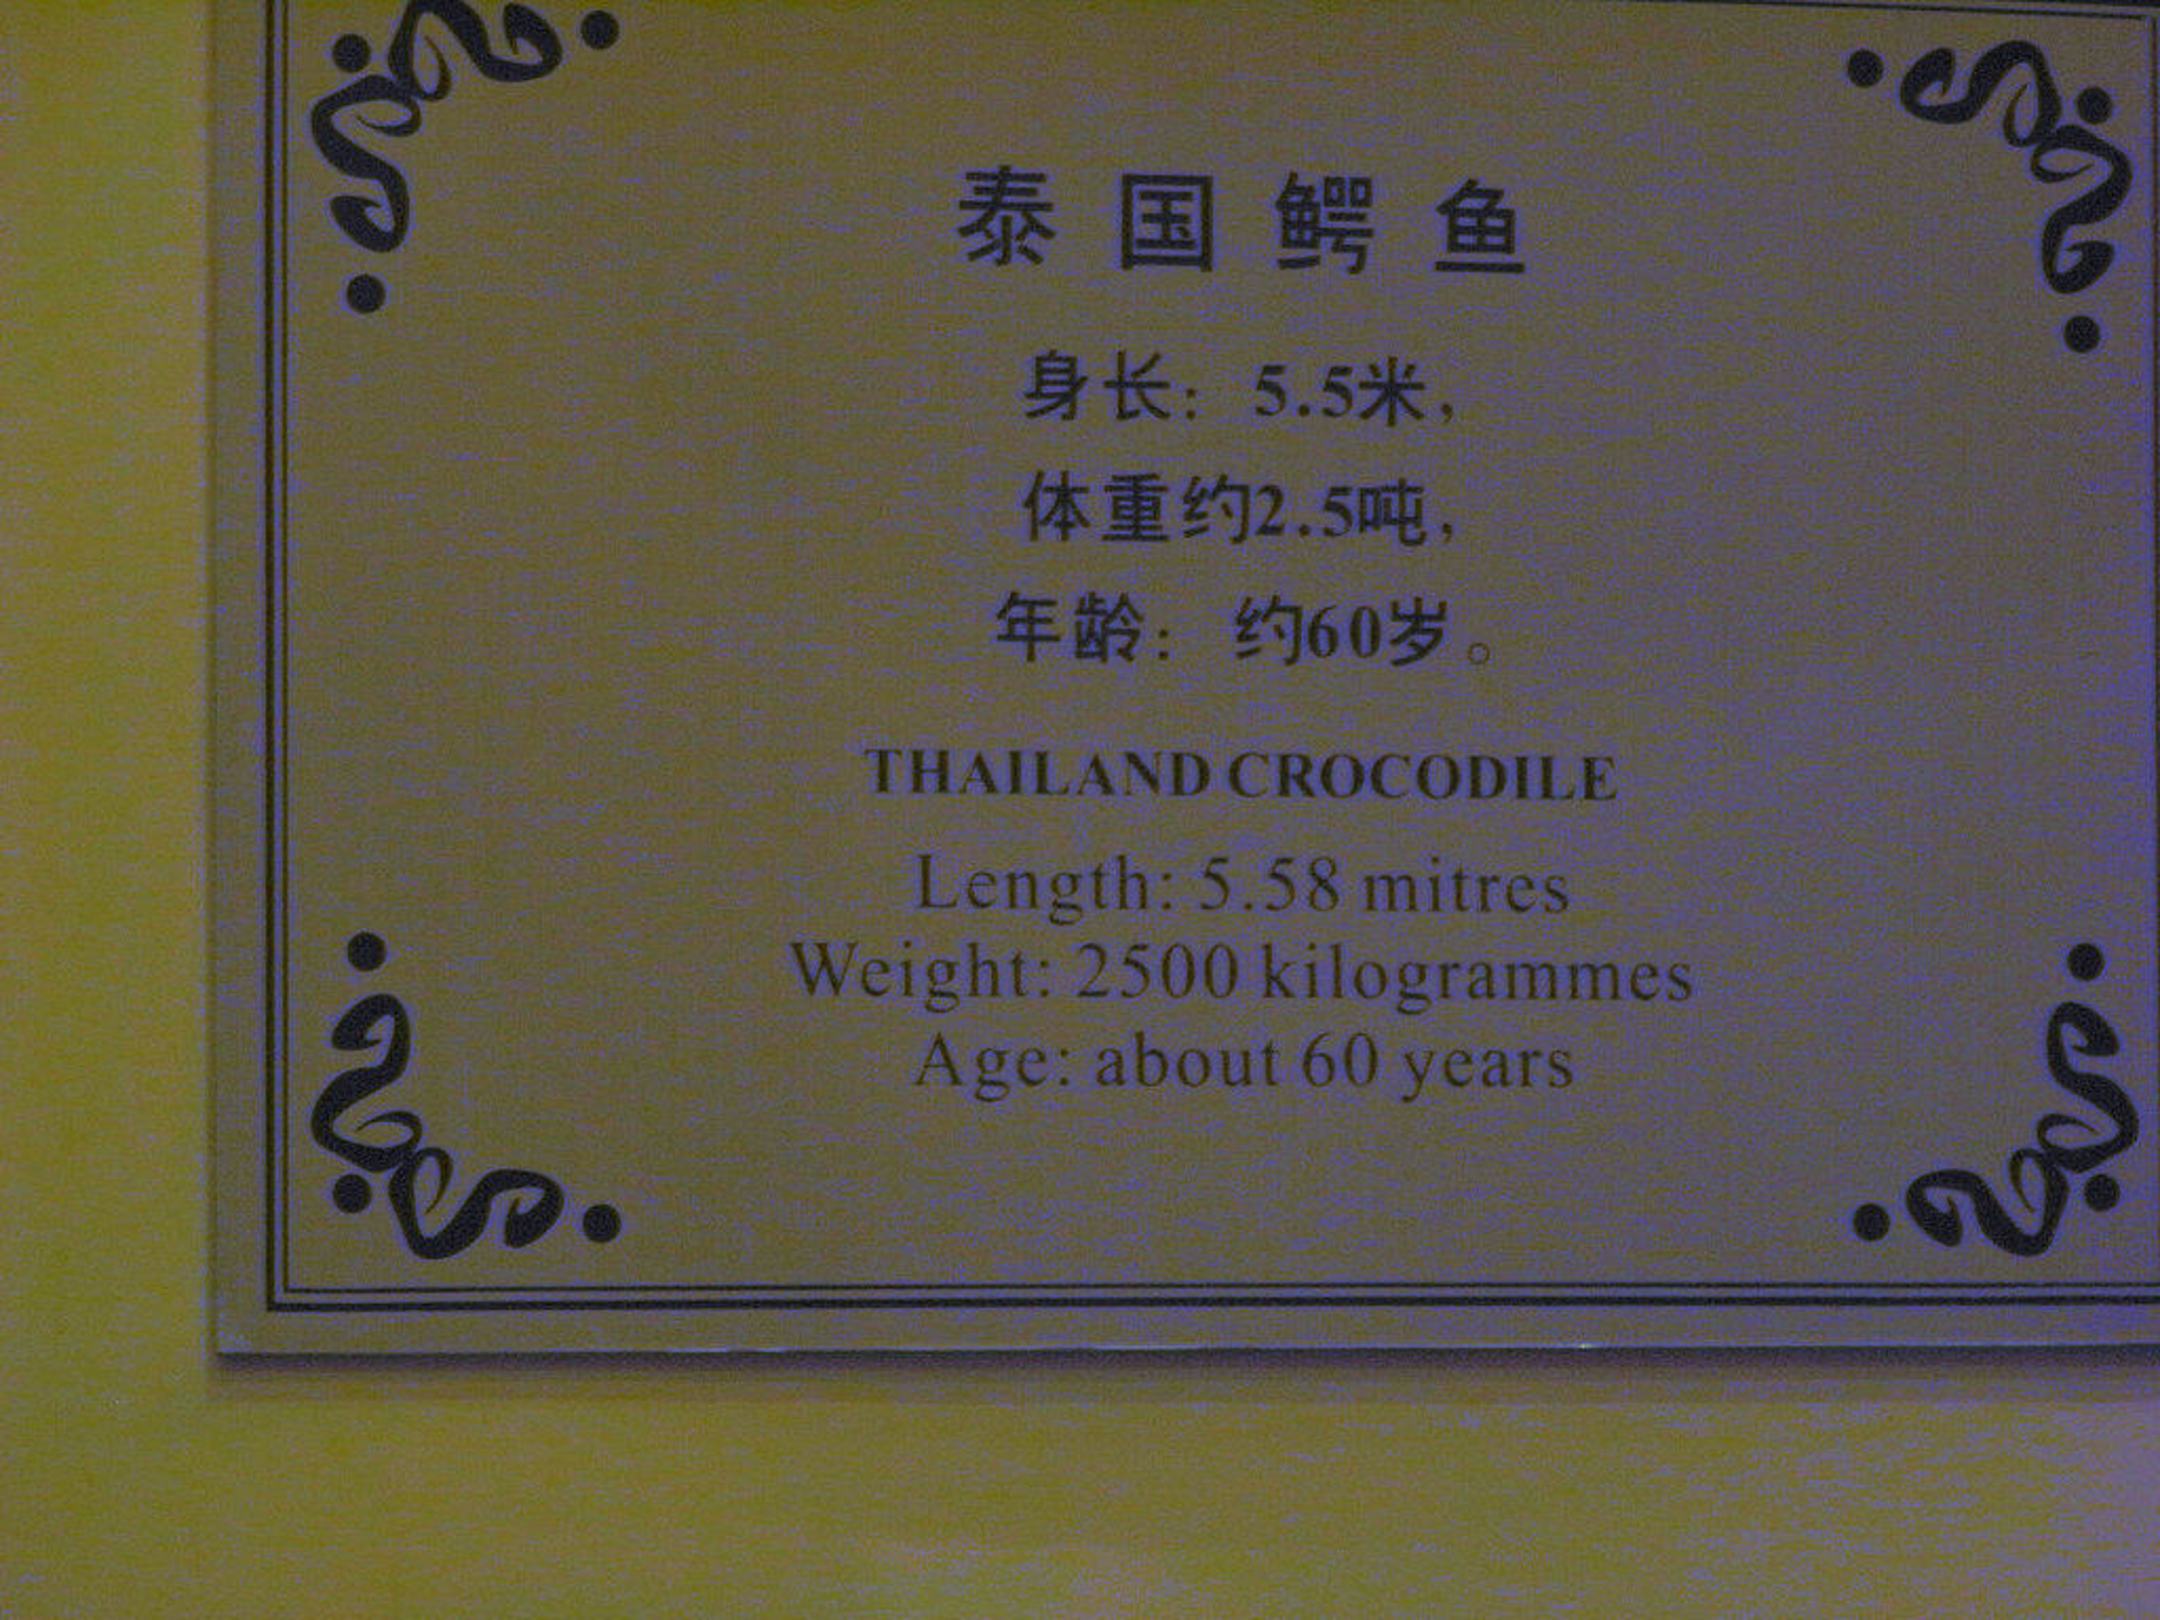 泰国鳄鱼
身长：5.5米，
体重约2.5吨，
年龄：约60岁。
THAILAND CROCODILE
Length: 5.58 mitres
Weight: 2500 kilogrammes
Age: about 60 years